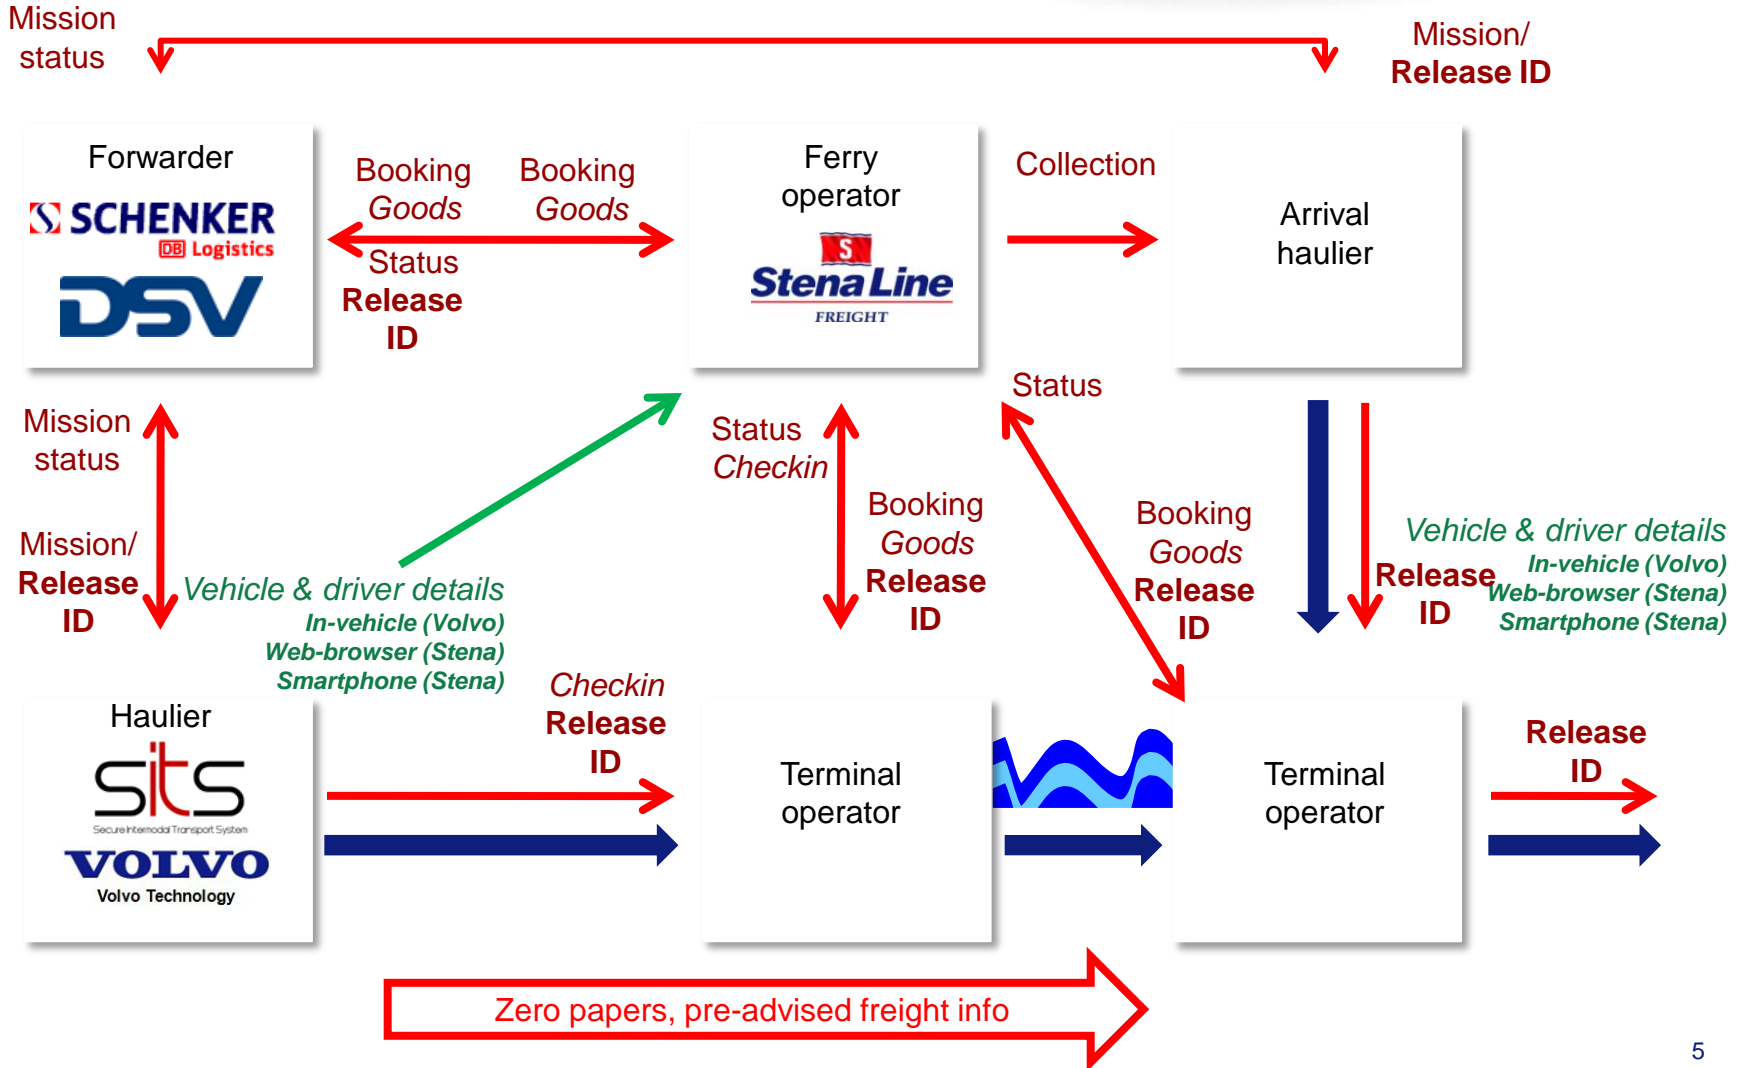 Mission
status
Mission/
Release ID
Forwarder
SCHENKER
DB Logistics
DSV
Booking
Goods
Booking
Goods
Status
Release
ID
Ferry
operator
S
Stena Line
FREIGHT
Collection
Arrival
haulier
Mission
status
Mission/
Release
ID
Vehicle & driver details
In-vehicle (Volvo)
Web-browser (Stena)
Smartphone (Stena)
Status
Checkin
Booking
Goods
Release
ID
Status
Booking
Goods
Release
ID
Release
ID
Vehicle & driver details
In-vehicle (Volvo)
Web-browser (Stena)
Smartphone (Stena)
Haulier
sits
Secure Intermodal Transport System
VOLVO
Volvo Technology
Checkin
Release
ID
Terminal
operator
Terminal
operator
Release
ID
Zero papers, pre-advised freight info
5